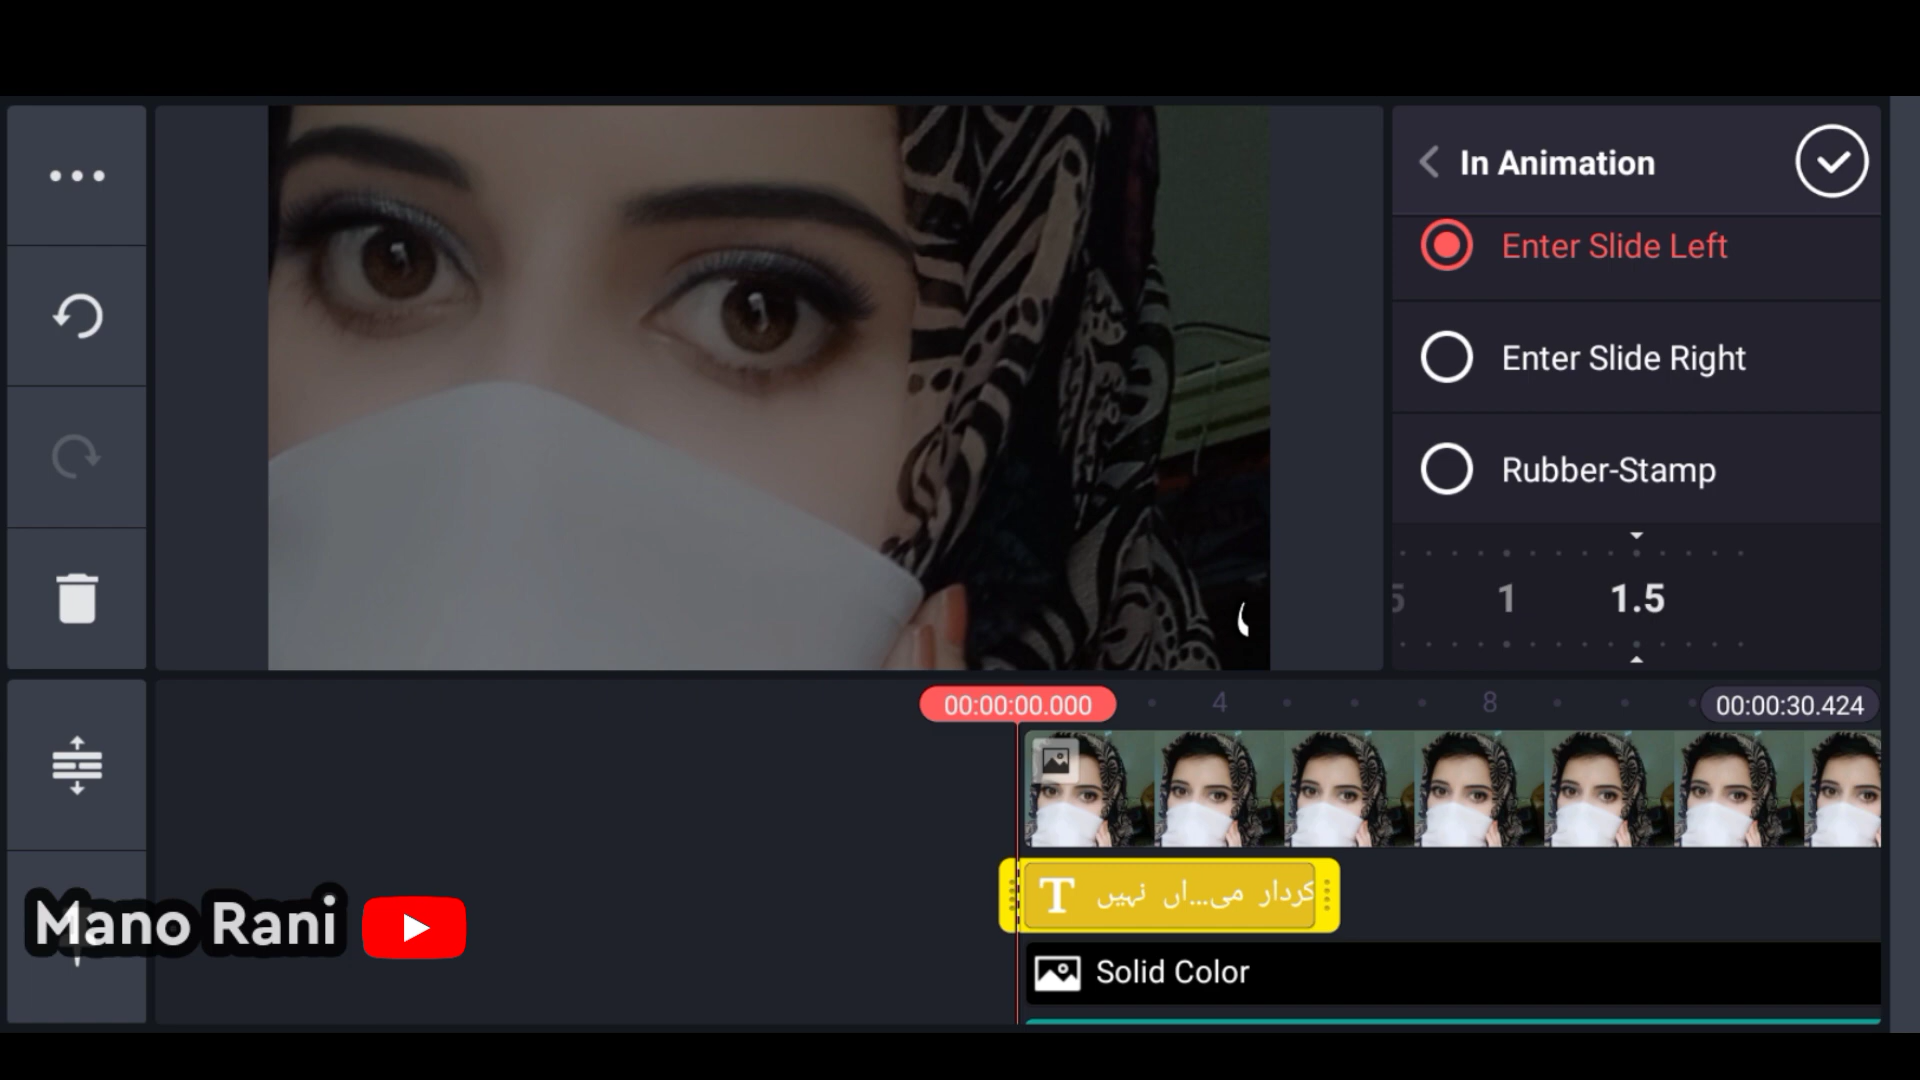 In Animation
Enter Slide Left
Enter Slide Right
Rubber-Stamp
1 1.5
00:00:00.000 4 8 00:00:30.424
T کردار می...اں نہیں
Solid Color
Mano Rani